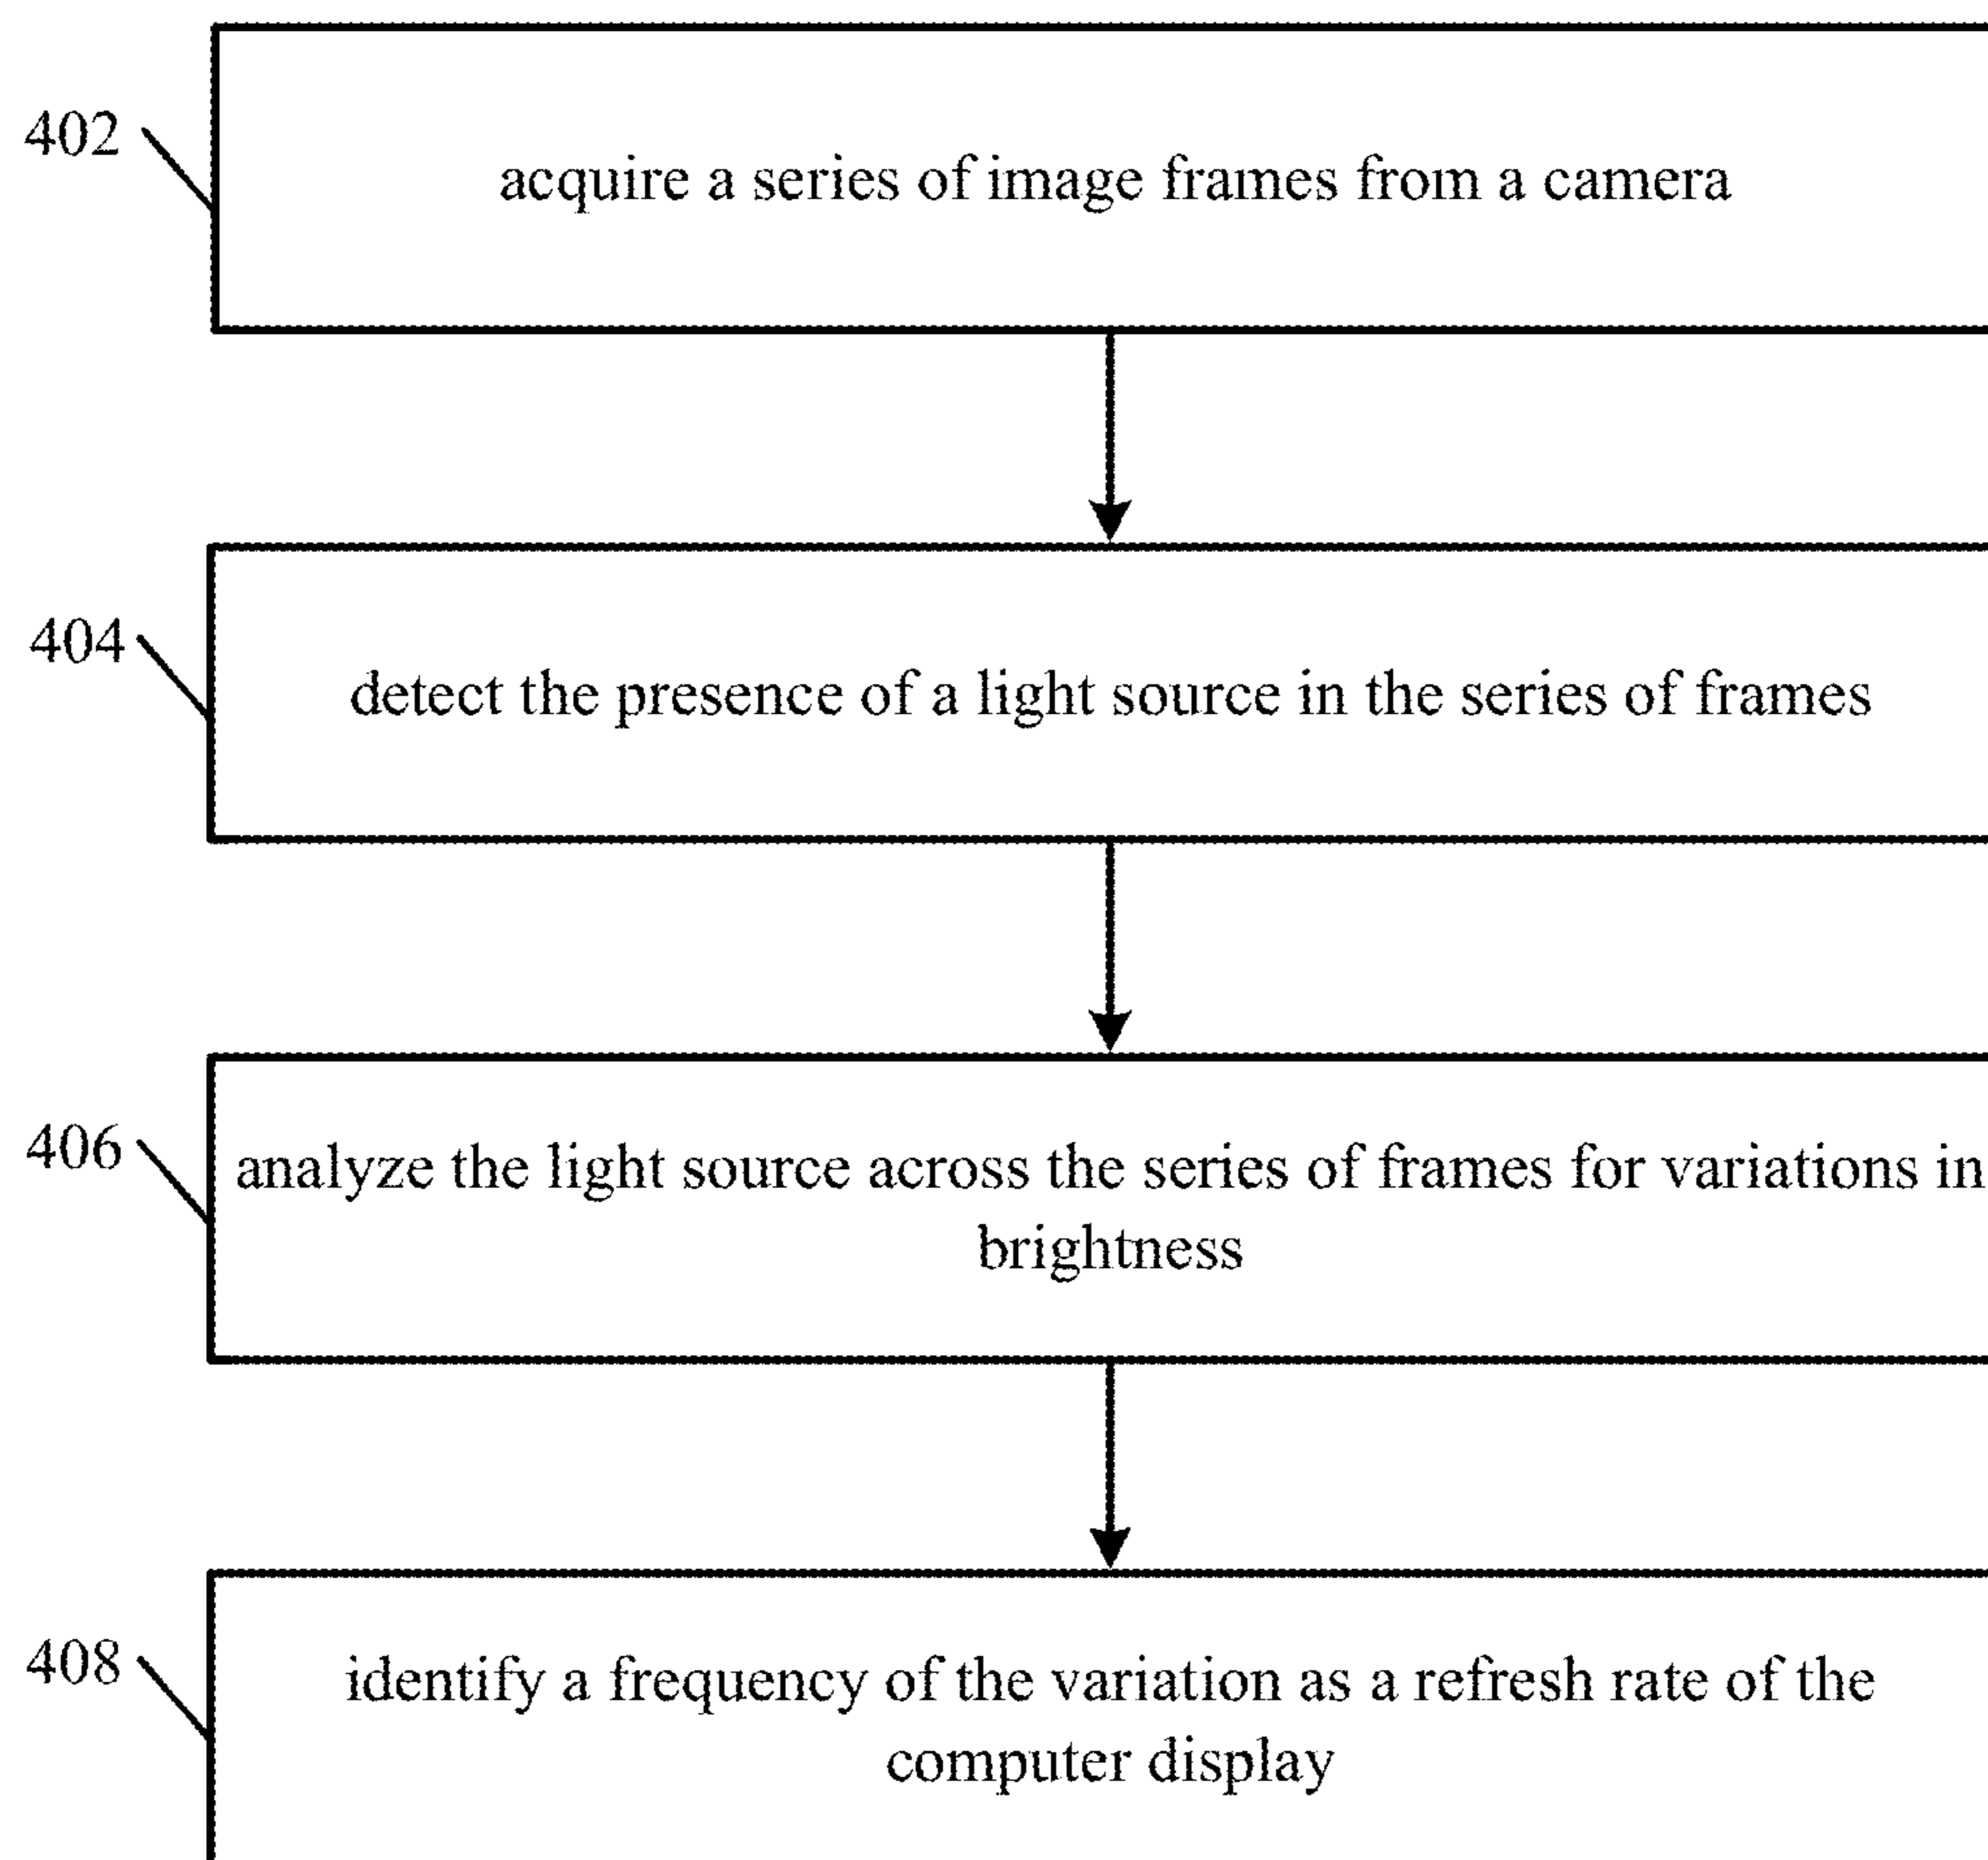 402
acquire a series of image frames from a camera
404
detect the presence of a light source in the series of frames
406
analyze the light source across the series of frames for variations in
brightness
408
identify a frequency of the variation as a refresh rate of the
computer display